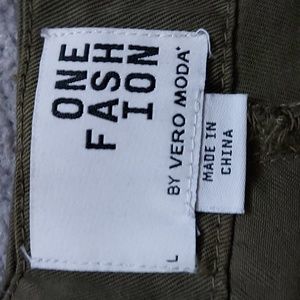 ONE
FASH
ION
BY VERO MODA*
L
MADE IN
CHINA